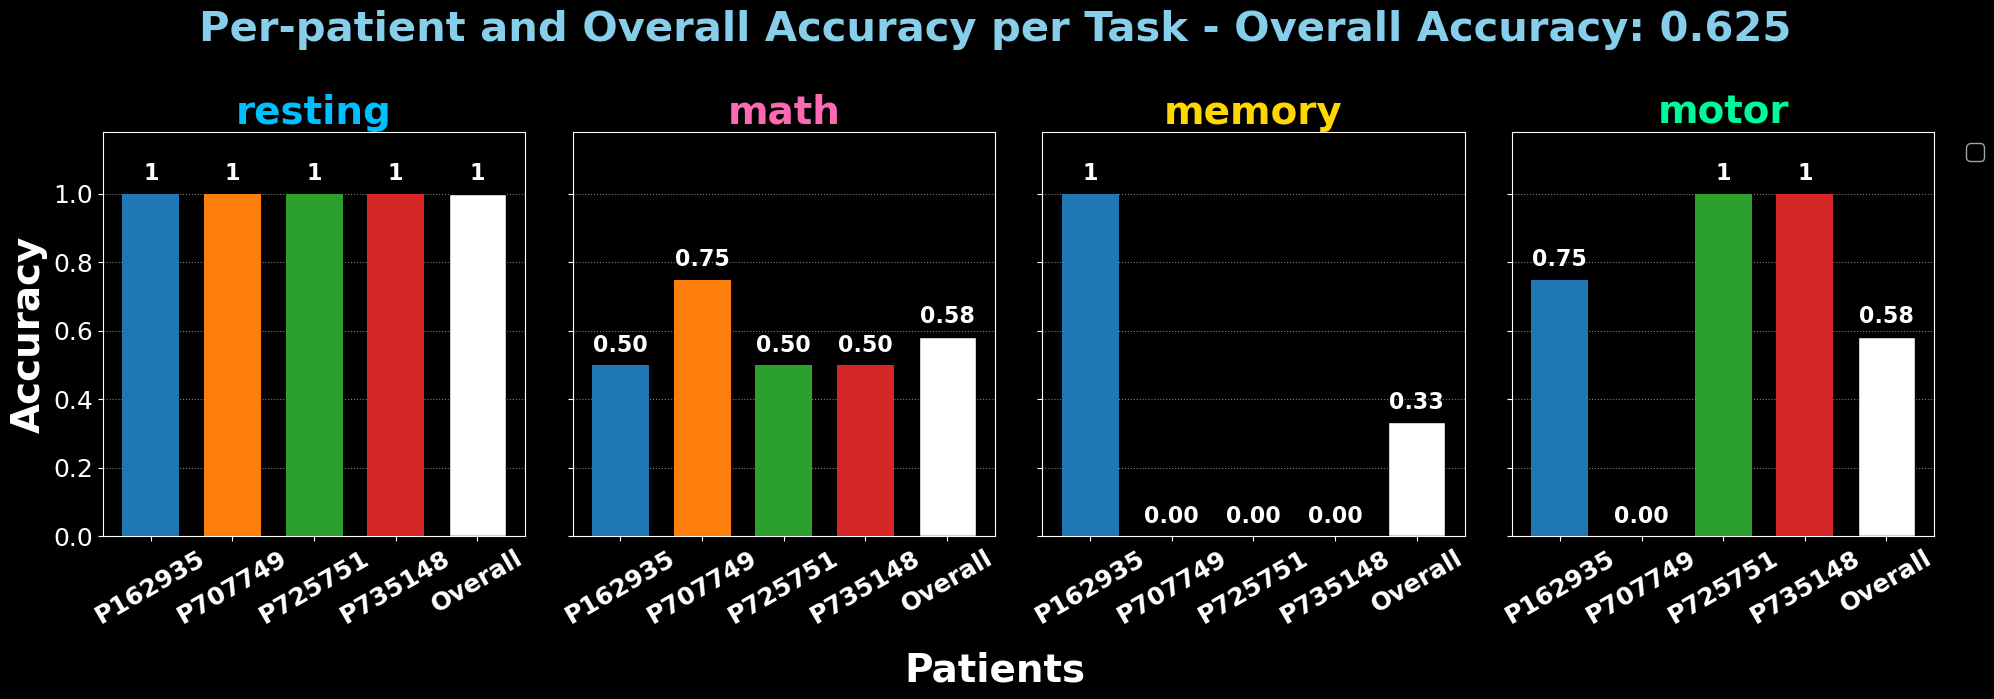 Per-patient and Overall Accuracy per Task - Overall Accuracy: 0.625
resting
math
memory
motor
Accuracy
1.0
0.8
0.6
0.4
0.2
0.0
1 1 1 1 1
P162935 P707749 P725751 P735148 Overall
0.50 0.75 0.50 0.50 0.58
P162935 P707749 P725751 P735148 Overall
1 0.00 0.00 0.00 0.33
P162935 P707749 P725751 P735148 Overall
0.75 0.00 1 1 0.58
P162935 P707749 P725751 P735148 Overall
Patients